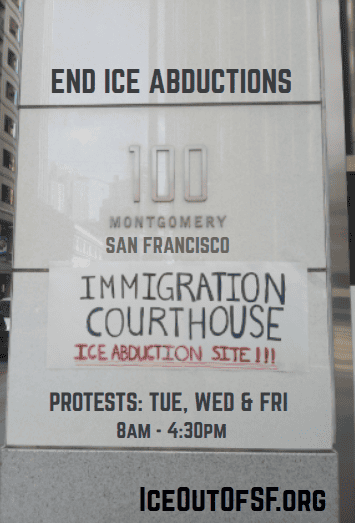 END ICE ABDUCTIONS
100
MONTGOMERY
SAN FRANCISCO
IMMIGRATION
COURTHOUSE
ICE ABDUCTION SITE!!!
PROTESTS: TUE, WED & FRI
8AM - 4:30PM
ICEOUTOFSF.ORG